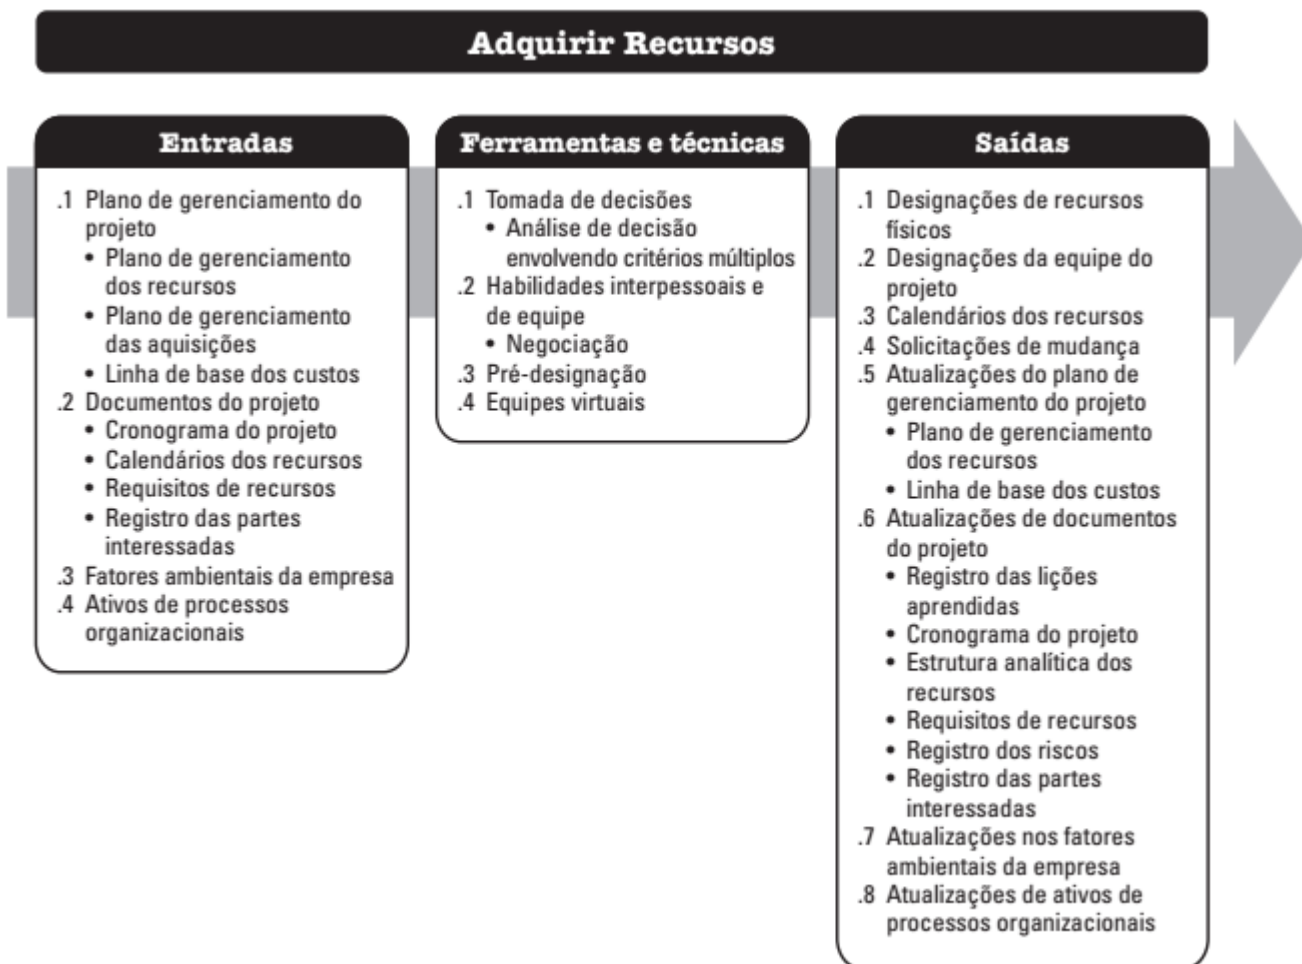 Adquirir Recursos
Entradas
.1 Plano de gerenciamento do
projeto
• Plano de gerenciamento
dos recursos
• Plano de gerenciamento
das aquisições
• Linha de base dos custos
.2 Documentos do projeto
• Cronograma do projeto
• Calendários dos recursos
• Requisitos de recursos
• Registro das partes
interessadas
.3 Fatores ambientais da empresa
.4 Ativos de processos
organizacionais
Ferramentas e técnicas
.1 Tomada de decisões
• Análise de decisão
envolvendo critérios múltiplos
.2 Habilidades interpessoais e
de equipe
• Negociação
.3 Pré-designação
.4 Equipes virtuais
Saídas
.1 Designações de recursos
físicos
.2 Designações da equipe do
projeto
.3 Calendários dos recursos
.4 Solicitações de mudança
.5 Atualizações do plano de
gerenciamento do projeto
• Plano de gerenciamento
dos recursos
• Linha de base dos custos
.6 Atualizações de documentos
do projeto
• Registro das lições
aprendidas
• Cronograma do projeto
• Estrutura analítica dos
recursos
• Requisitos de recursos
• Registro dos riscos
• Registro das partes
interessadas
.7 Atualizações nos fatores
ambientais da empresa
.8 Atualizações de ativos de
processos organizacionais